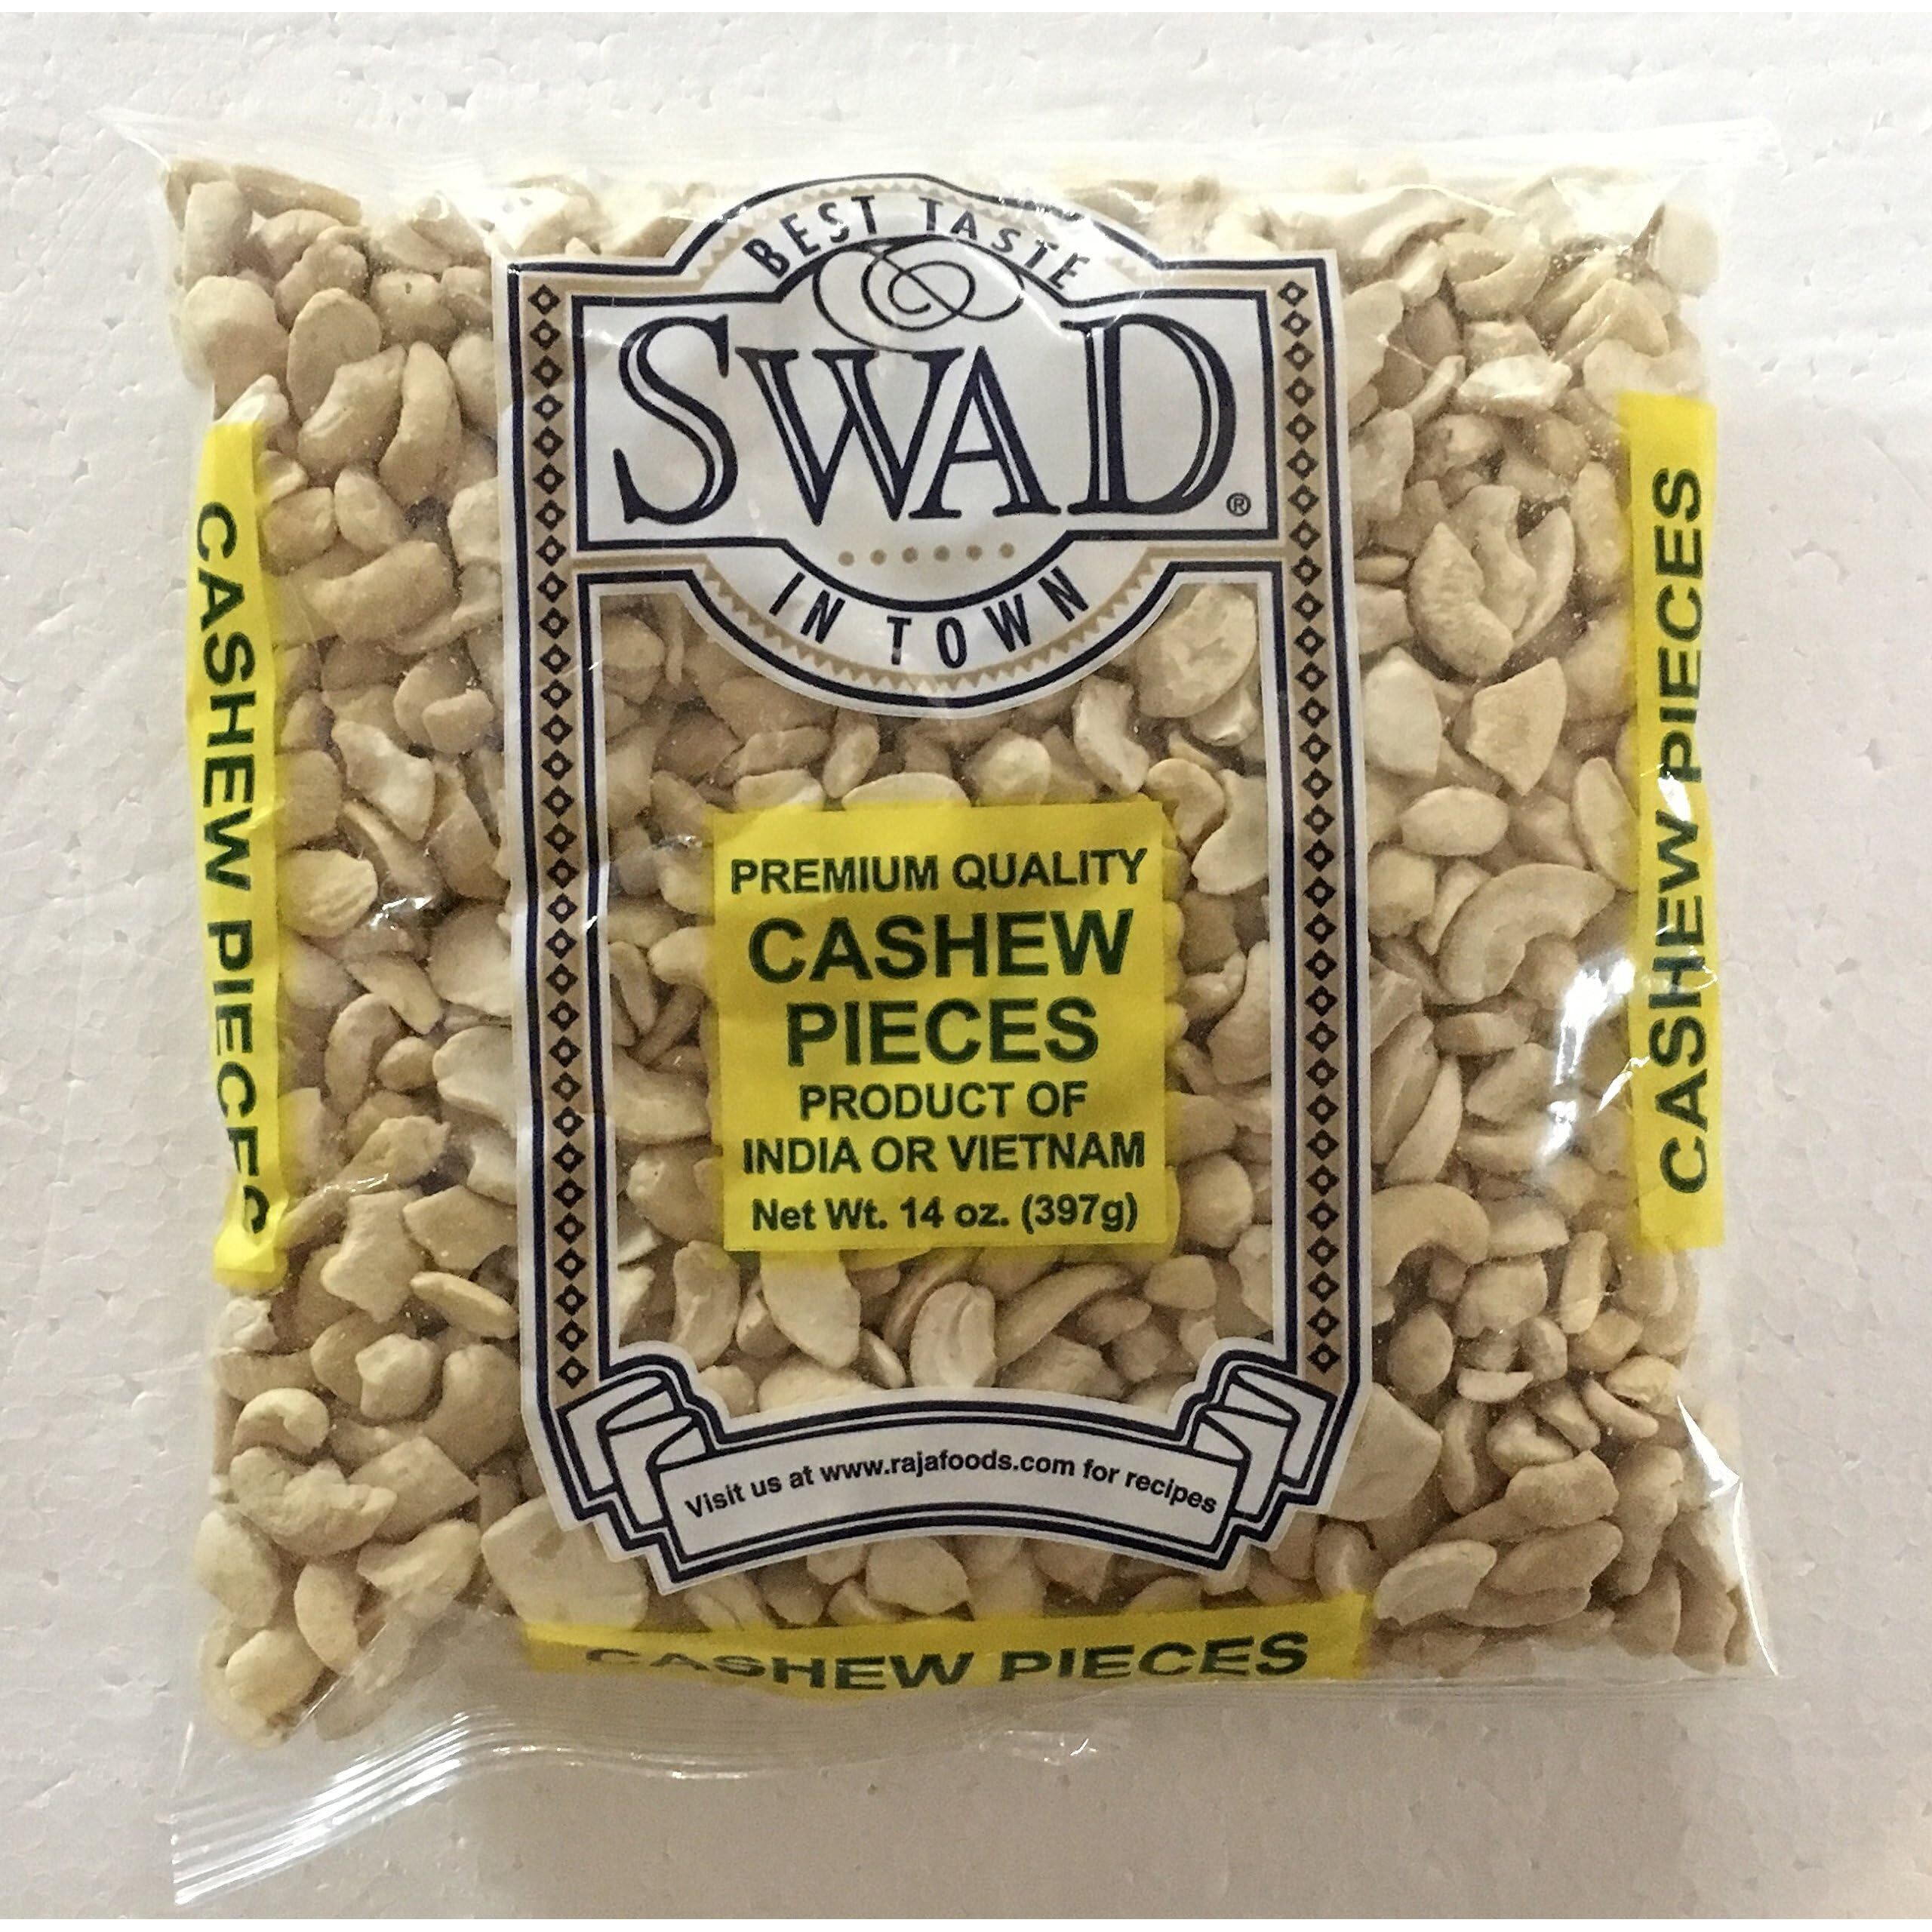 BEST TASTE
SWAD®
IN TOWN
CASHEW PIECES
CASHEW PIECES
PREMIUM QUALITY
CASHEW
PIECES
PRODUCT OF
INDIA OR VIETNAM
Net Wt. 14 oz. (397g)
Visit us at www.rajafoods.com for recipes
CASHEW PIECES